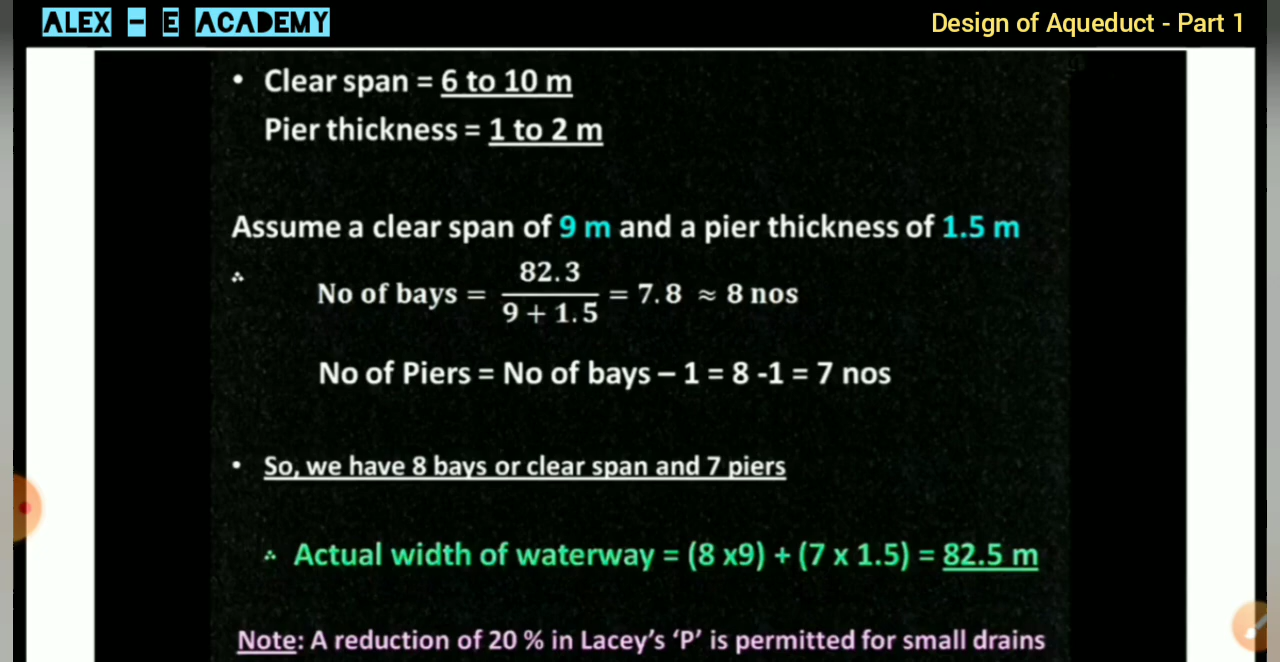 ALEX - E ACADEMY
Design of Aqueduct - Part 1
• Clear span = 6 to 10 m
Pier thickness = 1 to 2 m
Assume a clear span of 9 m and a pier thickness of 1.5 m
∴ No of bays = 82.3 / 9 + 1.5 = 7.8 ≈ 8 nos
No of Piers = No of bays – 1 = 8 -1 = 7 nos
• So, we have 8 bays or clear span and 7 piers
∴ Actual width of waterway = (8 x9) + (7 x 1.5) = 82.5 m
Note: A reduction of 20 % in Lacey’s ‘P’ is permitted for small drains